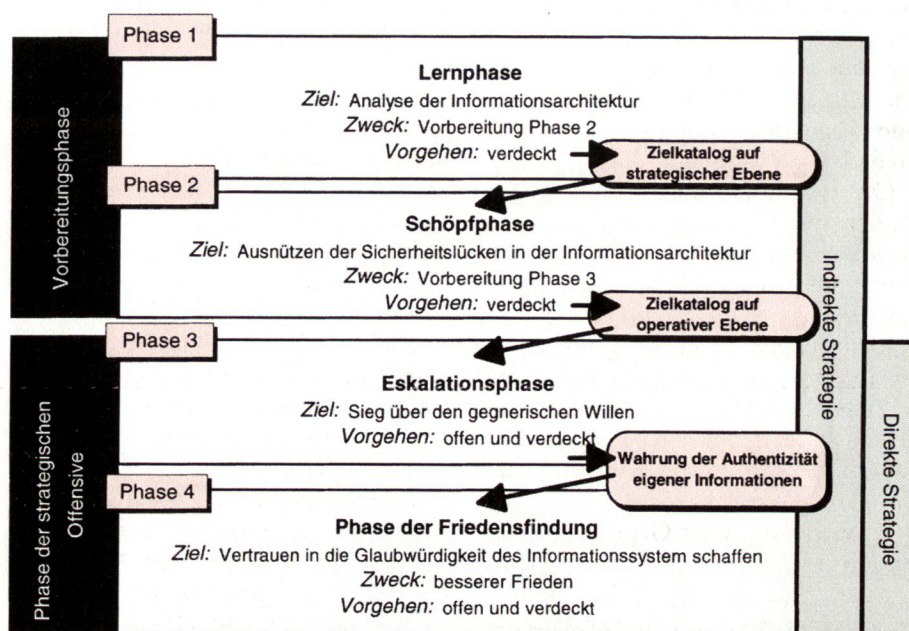 Phase 1
Lernphase
Ziel: Analyse der Informationsarchitektur
Zweck: Vorbereitung Phase 2
Vorgehen: verdeckt
Zielkatalog auf
strategischer Ebene
Vorbereitungsphase
Phase 2
Schöpfphase
Ziel: Ausnützen der Sicherheitslücken in der Informationsarchitektur
Zweck: Vorbereitung Phase 3
Vorgehen: verdeckt
Zielkatalog auf
operativer Ebene
Indirekte Strategie
Phase 3
Eskalationsphase
Ziel: Sieg über den gegnerischen Willen
Vorgehen: offen und verdeckt
Wahrung der Authentizität
eigener Informationen
Direkte Strategie
Phase der strategischen
Offensive
Phase 4
Phase der Friedensfindung
Ziel: Vertrauen in die Glaubwürdigkeit des Informationssystem schaffen
Zweck: besserer Frieden
Vorgehen: offen und verdeckt